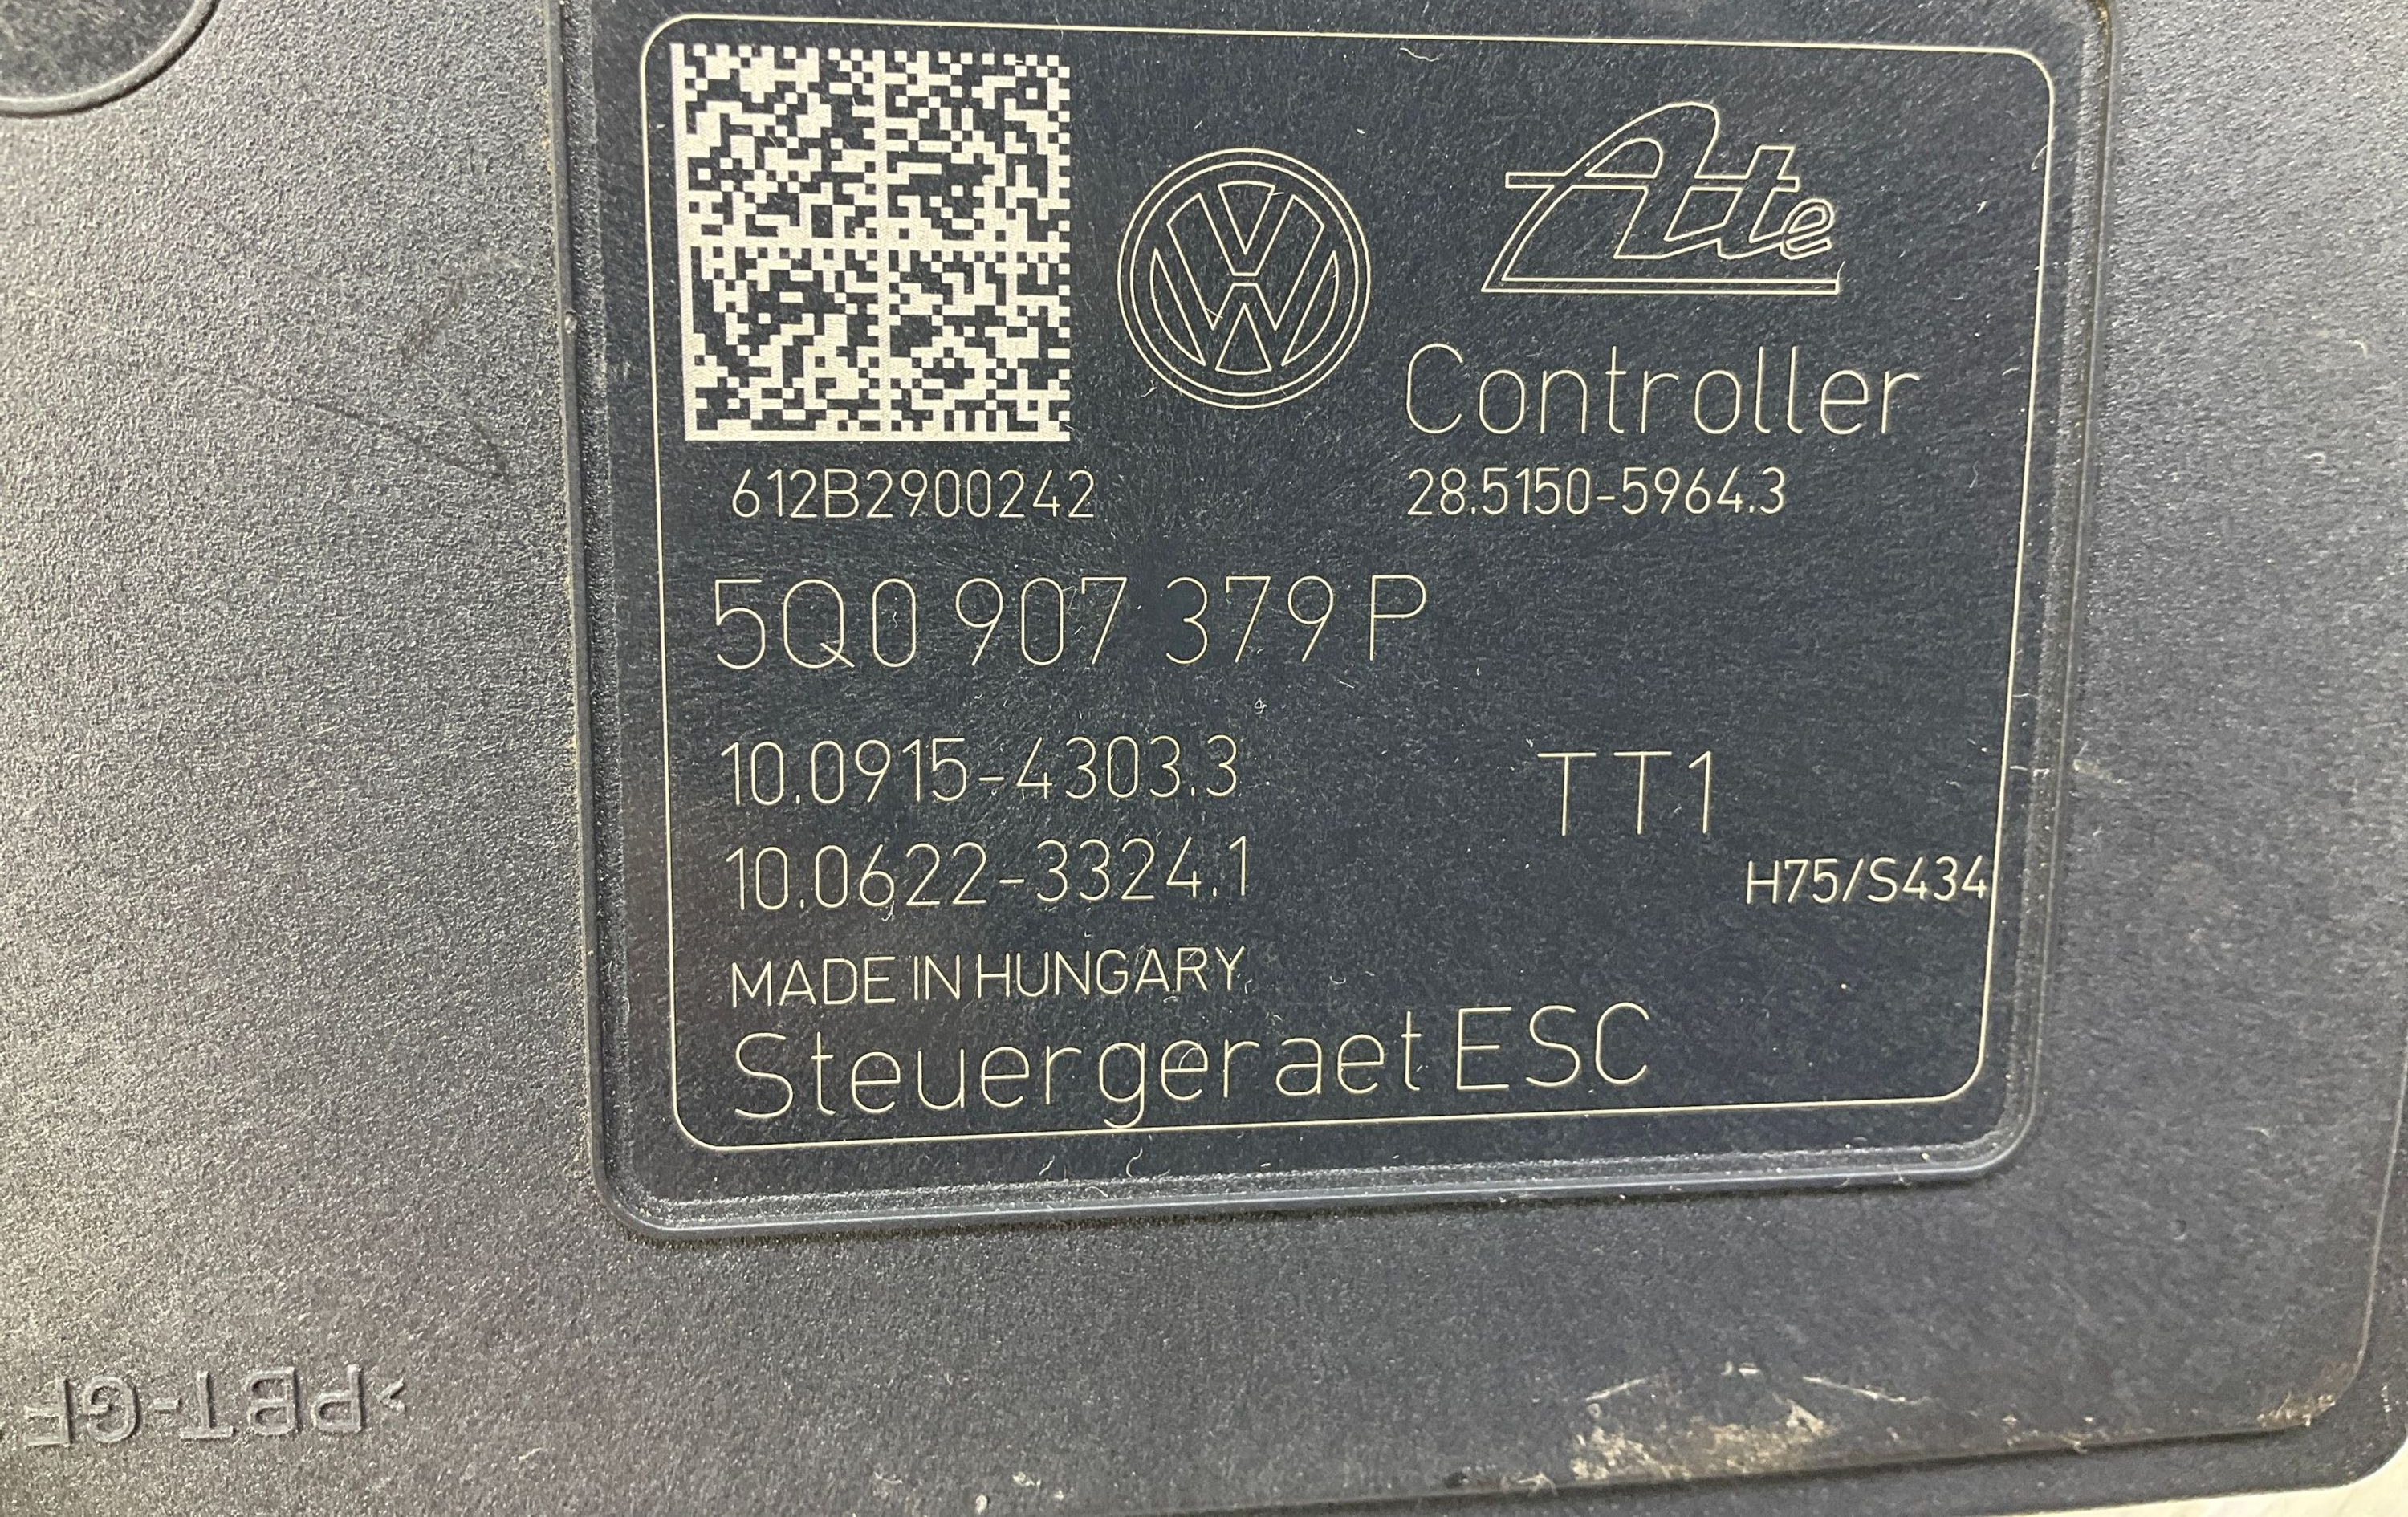 Ate
Controller
612B2900242
28.5150-5964.3
5Q0 907 379 P
10.0915-4303.3
TT1
10.0622-3324.1
H75/S434
MADE IN HUNGARY
Steuergeraet ESC
>PBT-GF